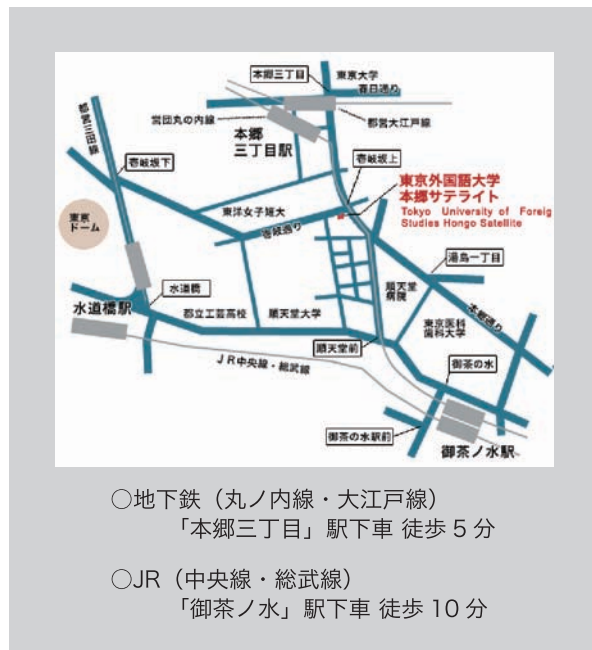 本郷三丁目
東京大学
春日通り
営団丸の内線
都営大江戸線
本郷
三丁目駅
都営三田線
壱岐坂下
壱岐坂上
東京外国語大学
本郷サテライト
Tokyo University of Foreig
Studies Hongo Satellite
東洋女子短大
東京
ドーム
壱岐通り
湯島一丁目
水道橋
順天堂
病院
水道橋駅
都立工芸高校
順天堂大学
本郷通り
東京医科
歯科大学
順天堂前
JR中央線・総武線
御茶の水
御茶の水駅前
御茶ノ水駅
○地下鉄（丸ノ内線・大江戸線）
「本郷三丁目」駅下車 徒歩 5 分
○JR（中央線・総武線）
「御茶ノ水」駅下車 徒歩 10 分